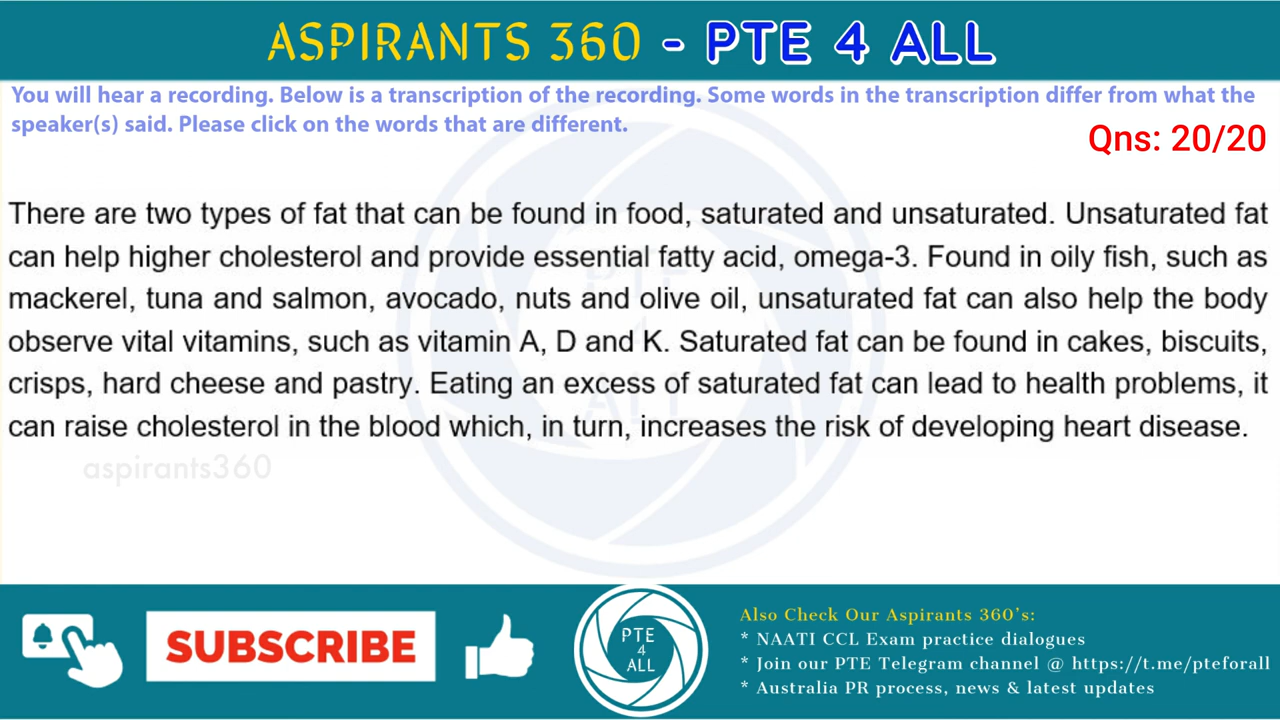 ASPIRANTS 360 - PTE 4 ALL
You will hear a recording. Below is a transcription of the recording. Some words in the transcription differ from what the
speaker(s) said. Please click on the words that are different.
Qns: 20/20
There are two types of fat that can be found in food, saturated and unsaturated. Unsaturated fat
can help higher cholesterol and provide essential fatty acid, omega-3. Found in oily fish, such as
mackerel, tuna and salmon, avocado, nuts and olive oil, unsaturated fat can also help the body
observe vital vitamins, such as vitamin A, D and K. Saturated fat can be found in cakes, biscuits,
crisps, hard cheese and pastry. Eating an excess of saturated fat can lead to health problems, it
can raise cholesterol in the blood which, in turn, increases the risk of developing heart disease.
PTE
4
ALL
aspirants360
SUBSCRIBE
PTE
4
ALL
Also Check Our Aspirants 360's:
* NAATI CCL Exam practice dialogues
* Join our PTE Telegram channel @ https://t.me/pteforall
* Australia PR process, news & latest updates